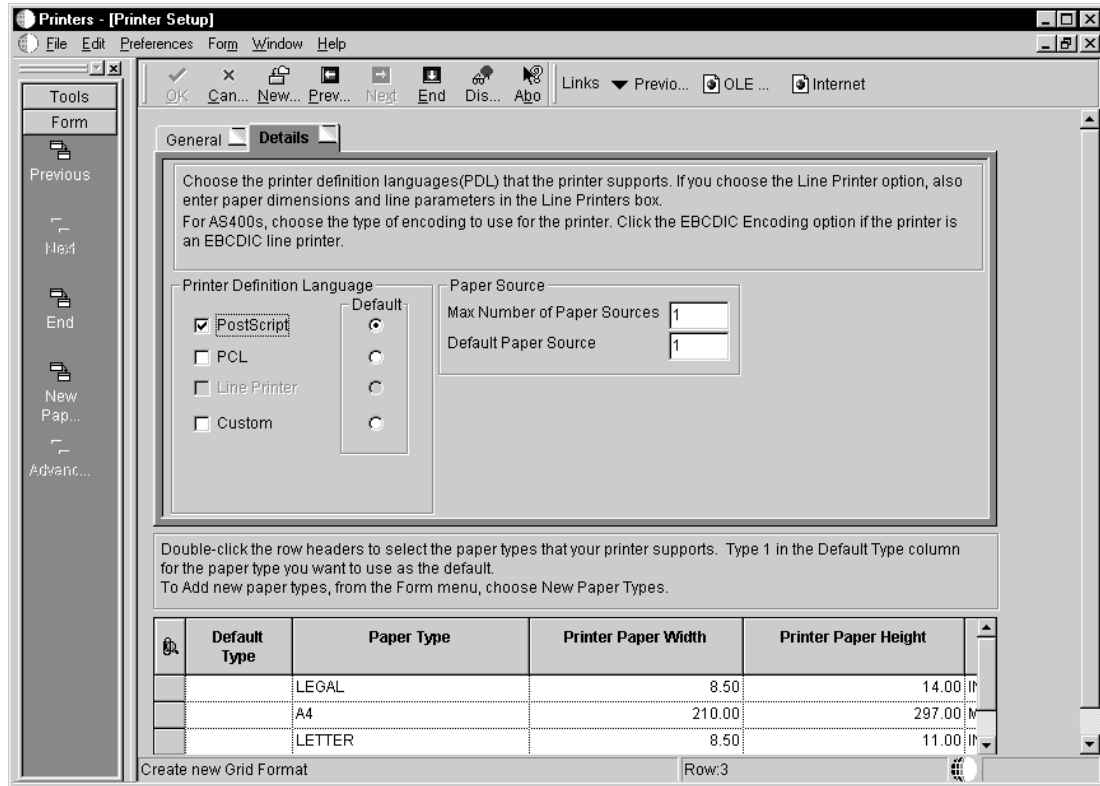 Printers - [Printer Setup]
File Edit Preferences Form Window Help
OK Can... New... Prev... Next End Dis... Abo Links Previo... OLE ... Internet
Tools
Form
Previous
Next
End
New
Pap...
Advanc...
General Details
Choose the printer definition languages(PDL) that the printer supports. If you choose the Line Printer option, also
enter paper dimensions and line parameters in the Line Printers box.
For AS400s, choose the type of encoding to use for the printer. Click the EBCDIC Encoding option if the printer is
an EBCDIC line printer.
Printer Definition Language
Default
PostScript
PCL
Line Printer
Custom
Paper Source
Max Number of Paper Sources 1
Default Paper Source 1
Double-click the row headers to select the paper types that your printer supports. Type 1 in the Default Type column
for the paper type you want to use as the default.
To Add new paper types, from the Form menu, choose New Paper Types.
Default Type Paper Type Printer Paper Width Printer Paper Height
LEGAL 8.50 14.00 IN
A4 210.00 297.00 M
LETTER 8.50 11.00 IN
Create new Grid Format Row:3